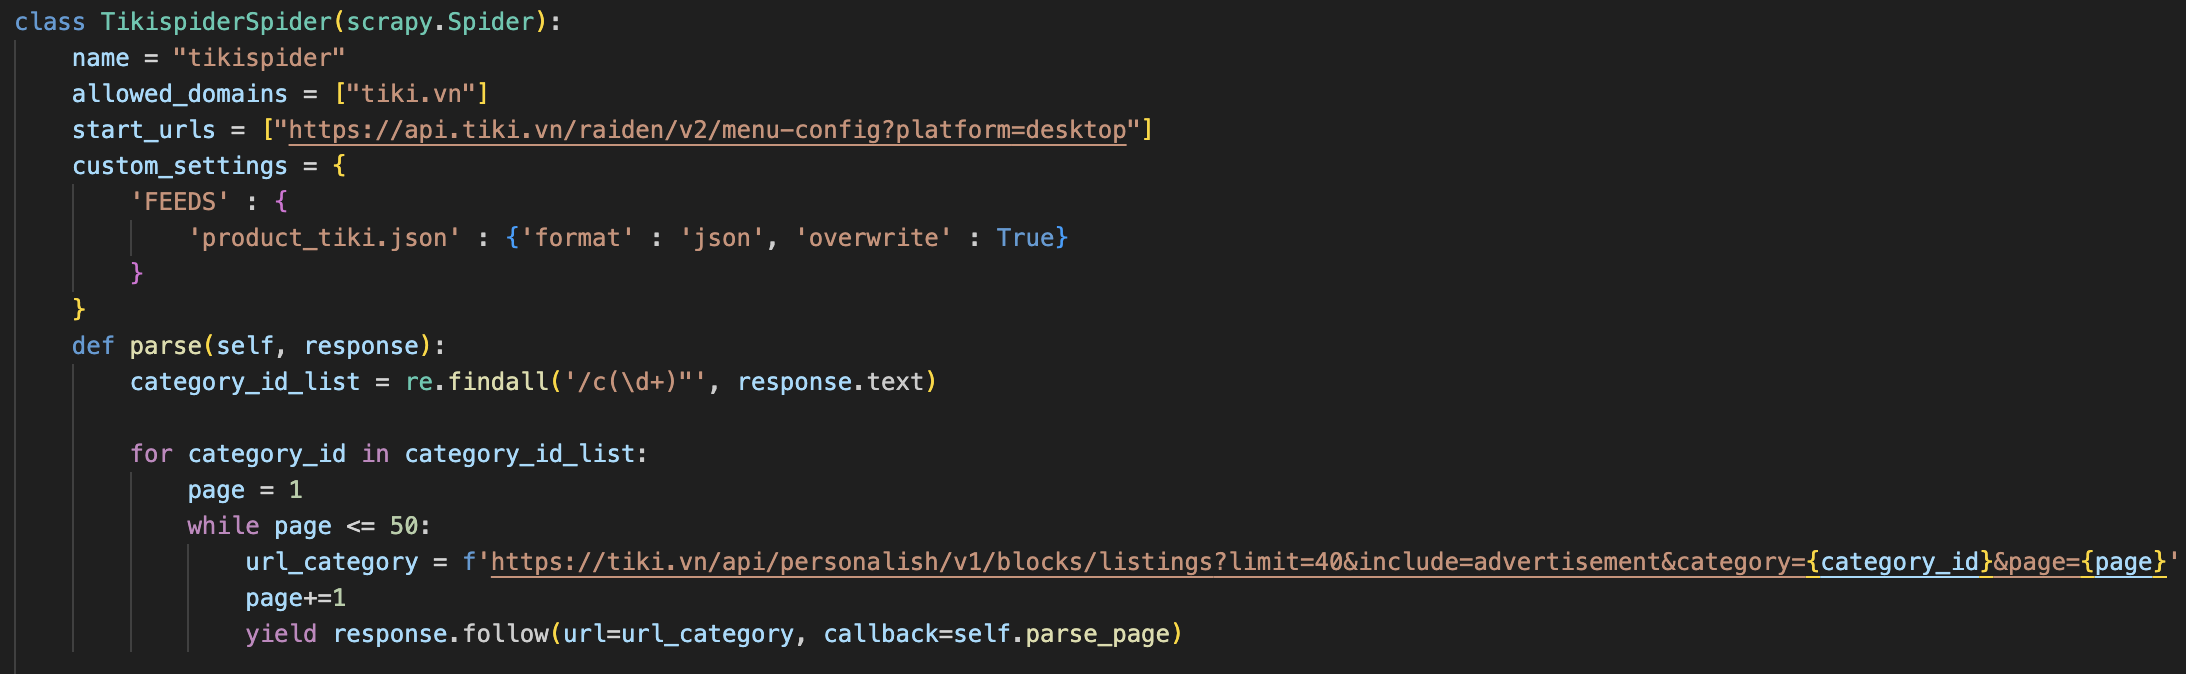 class TikispiderSpider(scrapy.Spider):
    name = "tikispider"
    allowed_domains = ["tiki.vn"]
    start_urls = ["https://api.tiki.vn/raiden/v2/menu-config?platform=desktop"]
    custom_settings = {
        'FEEDS' : {
            'product_tiki.json' : {'format' : 'json', 'overwrite' : True}
        }
    }
    def parse(self, response):
        category_id_list = re.findall('/c(\d+)"', response.text)

        for category_id in category_id_list:
            page = 1
            while page <= 50:
                url_category = f'https://tiki.vn/api/personalish/v1/blocks/listings?limit=40&include=advertisement&category={category_id}&page={page}'
                page+=1
                yield response.follow(url=url_category, callback=self.parse_page)